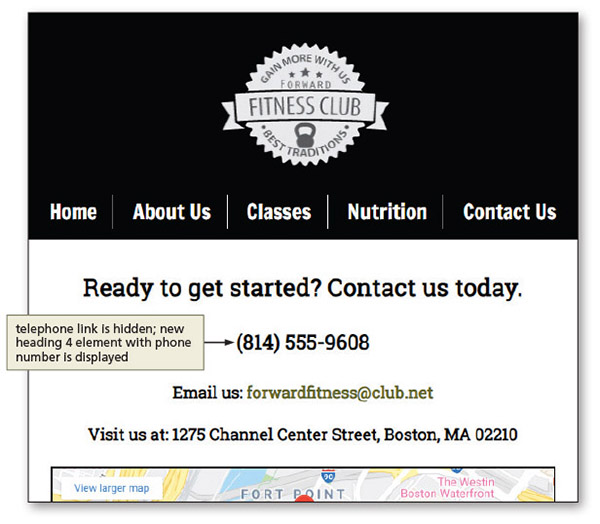 GAIN MORE WITH US
FORWARD
FITNESS CLUB
BEST TRADITIONS
Home
About Us
Classes
Nutrition
Contact Us
Ready to get started? Contact us today.
telephone link is hidden; new
heading 4 element with phone
number is displayed
(814) 555-9608
Email us: forwardfitness@club.net
Visit us at: 1275 Channel Center Street, Boston, MA 02210
View larger map
90
FORT POINT
The Westin
Boston Waterfront